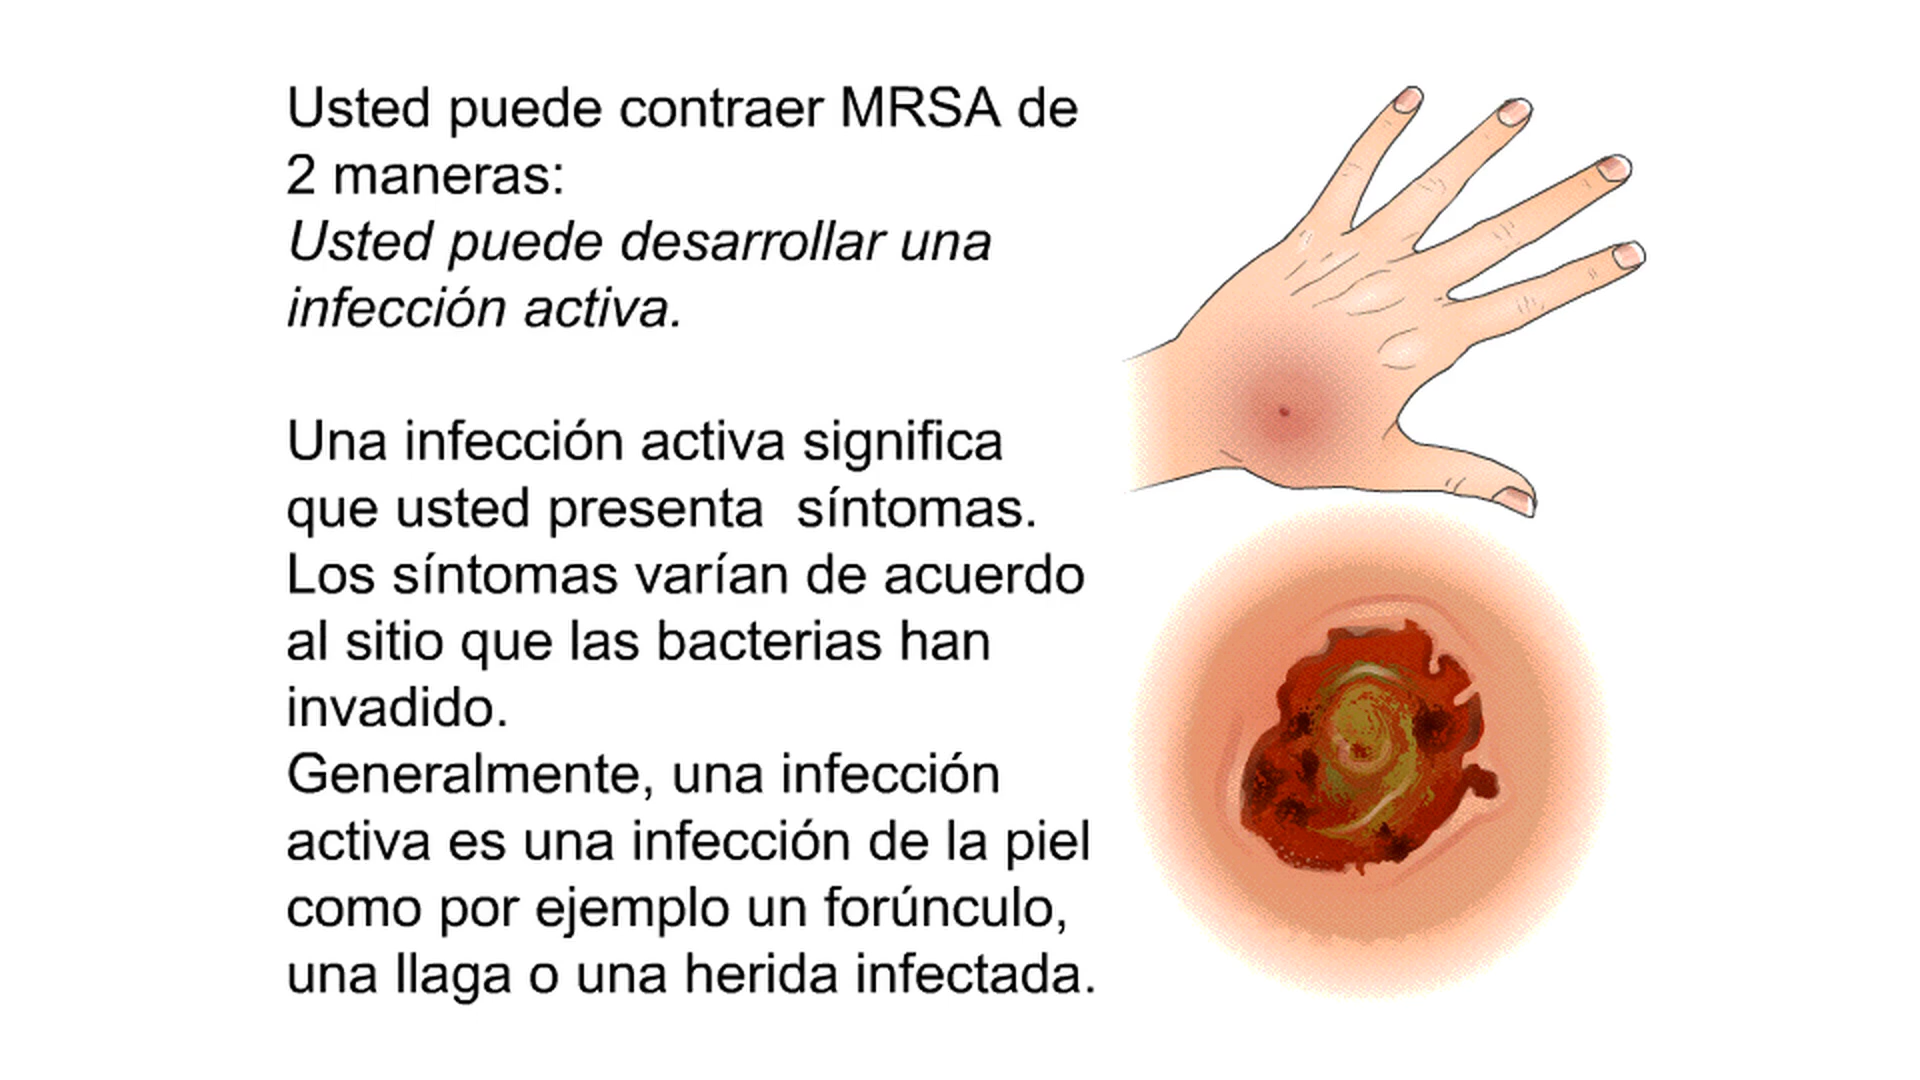 Usted puede contraer MRSA de
2 maneras:
Usted puede desarrollar una
infección activa.
Una infección activa significa
que usted presenta  síntomas.
Los síntomas varían de acuerdo
al sitio que las bacterias han
invadido.
Generalmente, una infección
activa es una infección de la piel
como por ejemplo un forúnculo,
una llaga o una herida infectada.